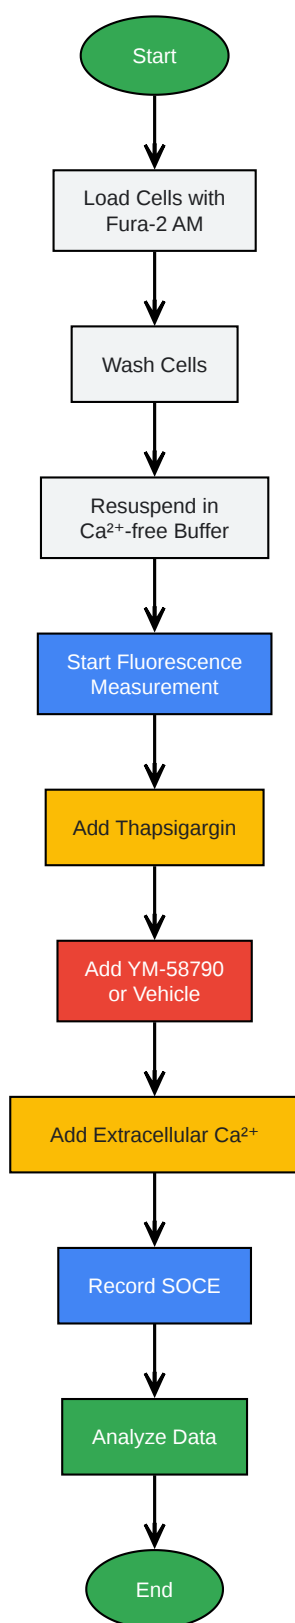 Start
Load Cells with
Fura-2 AM
Wash Cells
Resuspend in
Ca²⁺-free Buffer
Start Fluorescence
Measurement
Add Thapsigargin
Add YM-58790
or Vehicle
Add Extracellular Ca²⁺
Record SOCE
Analyze Data
End